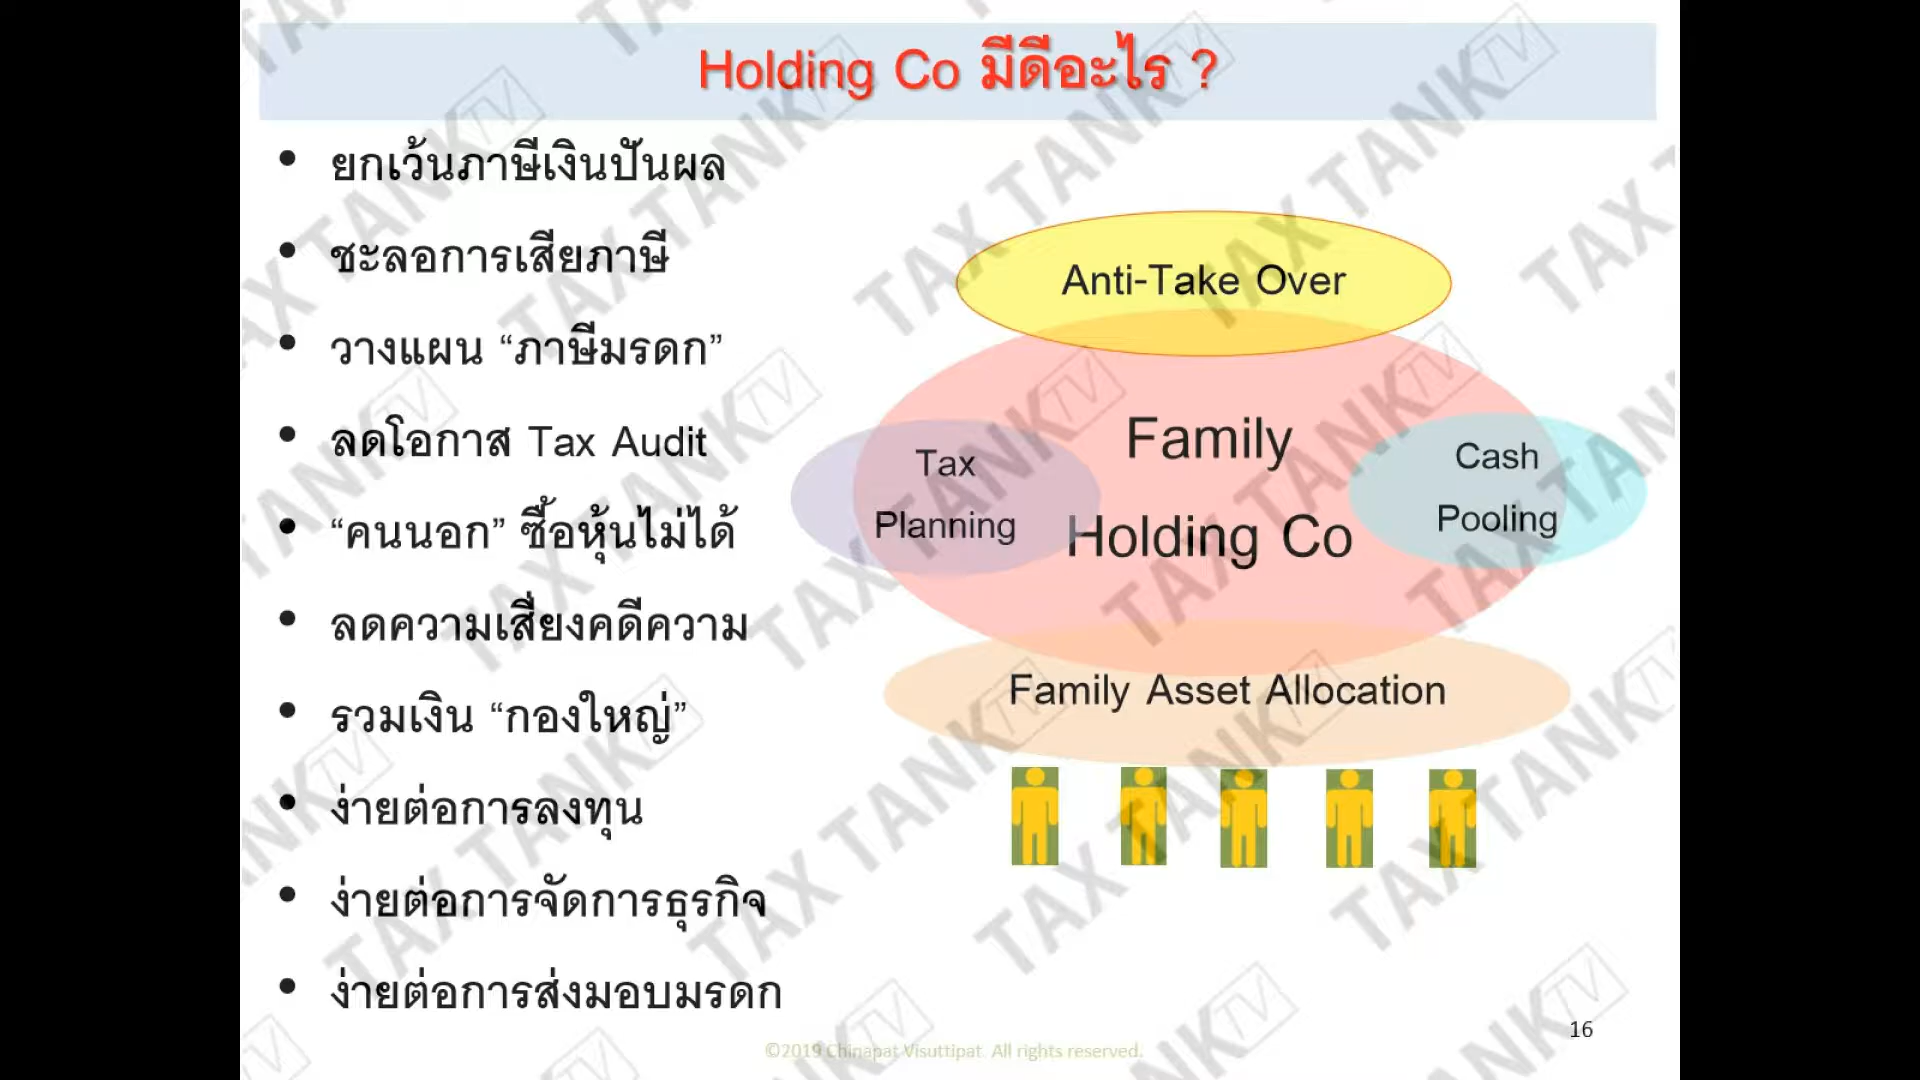 Holding Co มีดีอะไร ?
• ยกเว้นภาษีเงินปันผล
• ชะลอการเสียภาษี
• วางแผน “ภาษีมรดก”
• ลดโอกาส Tax Audit
• “คนนอก” ซื้อหุ้นไม่ได้
• ลดความเสี่ยงคดีความ
• รวมเงิน “กองใหญ่”
• ง่ายต่อการลงทุน
• ง่ายต่อการจัดการธุรกิจ
• ง่ายต่อการส่งมอบมรดก
Anti-Take Over
Family
Holding Co
Tax
Planning
Cash
Pooling
Family Asset Allocation
16
©2019 Chinapat Visuttipat. All rights reserved.
TAX TANK TV